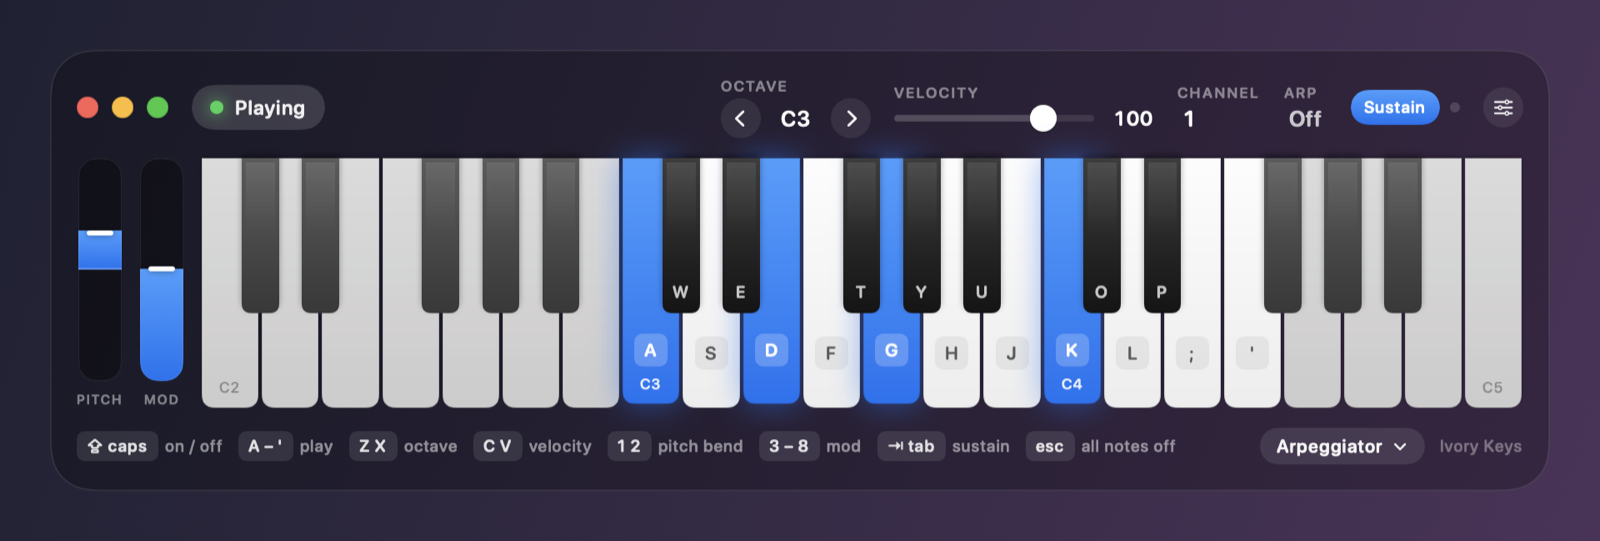 Playing
OCTAVE
C3
VELOCITY
100
CHANNEL
1
ARP
Off
Sustain
W E T Y U O P
A S D F G H J K L ; '
C2 C3 C4 C5
PITCH MOD
caps on / off A – ' play Z X octave C V velocity 1 2 pitch bend 3 – 8 mod tab sustain esc all notes off Arpeggiator Ivory Keys